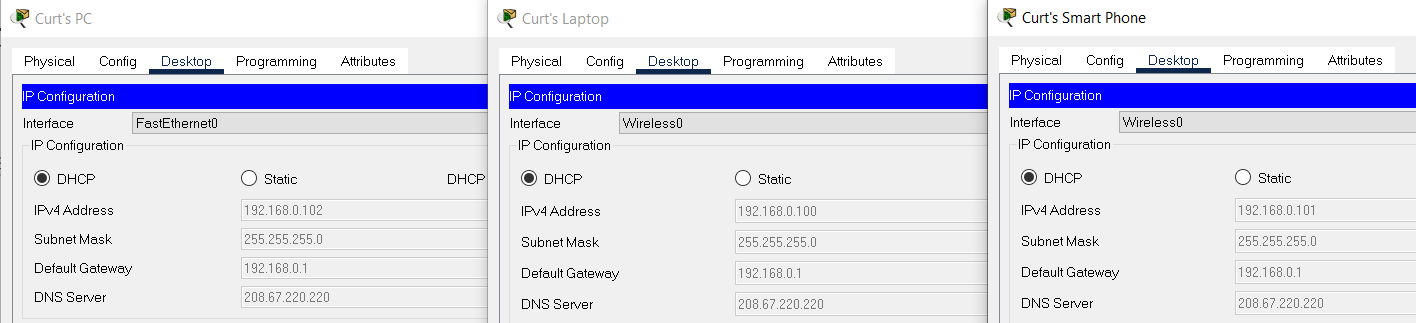 Curt's PC
Physical Config Desktop Programming Attributes
IP Configuration
Interface FastEthernet0
IP Configuration
DHCP Static DHCP
IPv4 Address 192.168.0.102
Subnet Mask 255.255.255.0
Default Gateway 192.168.0.1
DNS Server 208.67.220.220
Curt's Laptop
Physical Config Desktop Programming Attributes
IP Configuration
Interface Wireless0
IP Configuration
DHCP Static
IPv4 Address 192.168.0.100
Subnet Mask 255.255.255.0
Default Gateway 192.168.0.1
DNS Server 208.67.220.220
Curt's Smart Phone
Physical Config Desktop Programming Attributes
IP Configuration
Interface Wireless0
IP Configuration
DHCP Static
IPv4 Address 192.168.0.101
Subnet Mask 255.255.255.0
Default Gateway 192.168.0.1
DNS Server 208.67.220.220